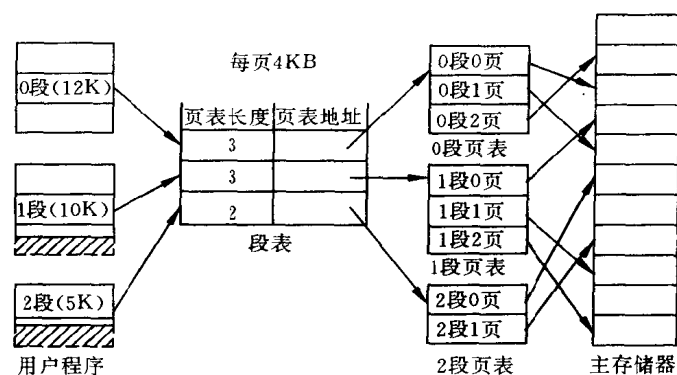 每页4KB
0段(12K)
1段(10K)
2段(5K)
用户程序
页表长度 页表地址
3
3
2
段表
0段0页
0段1页
0段2页
0段页表
1段0页
1段1页
1段2页
1段页表
2段0页
2段1页
2段页表
主存储器